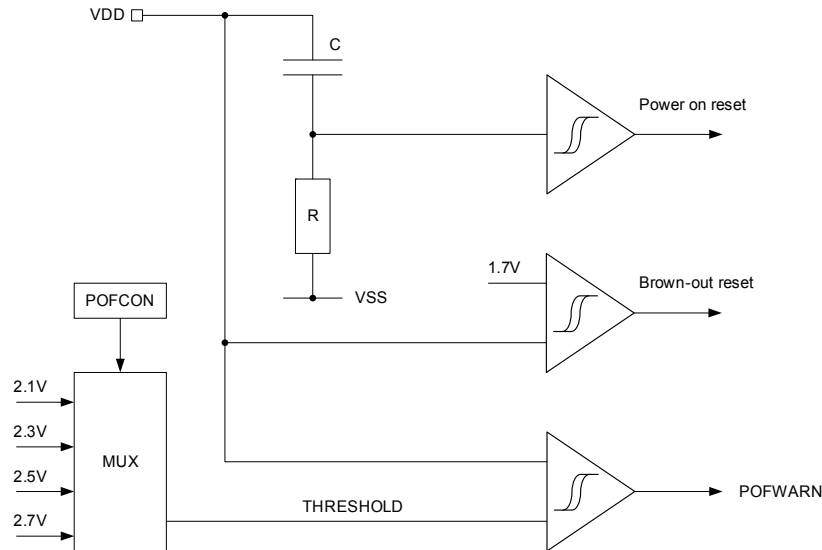 VDD
C
Power on reset
R
1.7V
Brown-out reset
VSS
POFCON
2.1V
2.3V
MUX
2.5V
POFWARN
THRESHOLD
2.7V